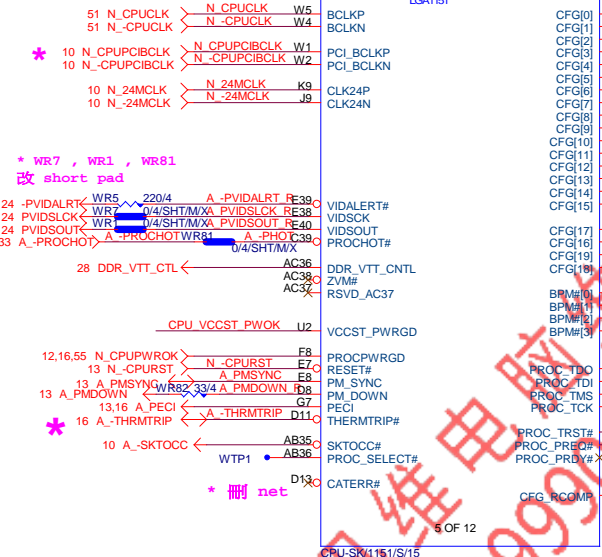 LGA1151
51 N_CPUCLK N_CPUCLK W5 BCLKP CFG[0]
51 N_-CPUCLK N_-CPUCLK W4 BCLKN CFG[1]
CFG[2]
* 10 N_CPUPCIBCLK N_CPUPCIBCLK W1 PCI_BCLKP CFG[3]
10 N_-CPUPCIBCLK N_-CPUPCIBCLK W2 PCI_BCLKN CFG[4]
CFG[5]
10 N_24MCLK N_24MCLK K9 CLK24P CFG[6]
10 N_-24MCLK N_-24MCLK J9 CLK24N CFG[7]
CFG[8]
CFG[9]
CFG[10]
CFG[11]
* WR7 , WR1 , WR81 CFG[12]
CFG[13]
改 short pad CFG[14]
24 -PVIDALRT WR5 220/4 A_-PVIDALRT_R E39 VIDALERT# CFG[15]
24 PVIDSLCK WR7 0/4/SHT/M/X A_PVIDSLCK_R E38 VIDSCK
24 PVIDSOUT WR1 0/4/SHT/M/X A_PVIDSOUT_R E40 VIDSOUT CFG[17]
33 A_-PROCHOT A_-PROCHOT WR81 0/4/SHT/M/X A_-PHOT C39 PROCHOT# CFG[16]
CFG[19]
28 DDR_VTT_CTL AC36 DDR_VTT_CNTL CFG[18]
AC38 ZVM#
AC37 RSVD_AC37 BPM#[0]
BPM#[1]
BPM#[2]
CPU_VCCST_PWOK U2 VCCST_PWRGD BPM#[3]
12,16,55 N_CPUPWROK F8 PROCPWRGD
13 N_-CPURST N_-CPURST E7 RESET# PROC_TDO
13 A_PMSYNC A_PMSYNC E8 PM_SYNC PROC_TDI
13 A_PMDOWN WR82 33/4 A_PMDOWN_R D8 PM_DOWN PROC_TMS
13,16 A_PECI G7 PECI PROC_TCK
* 16 A_-THRMTRIP A_-THRMTRIP D11 THERMTRIP#
PROC_TRST#
10 A_-SKTOCC AB35 SKTOCC# PROC_PREQ#
WTP1 AB36 PROC_SELECT# PROC_PRDY#
* 刪 net D13 CATERR#
CFG_RCOMP
5 OF 12
CPU-SK/1151/S/15
维电脑维
9990